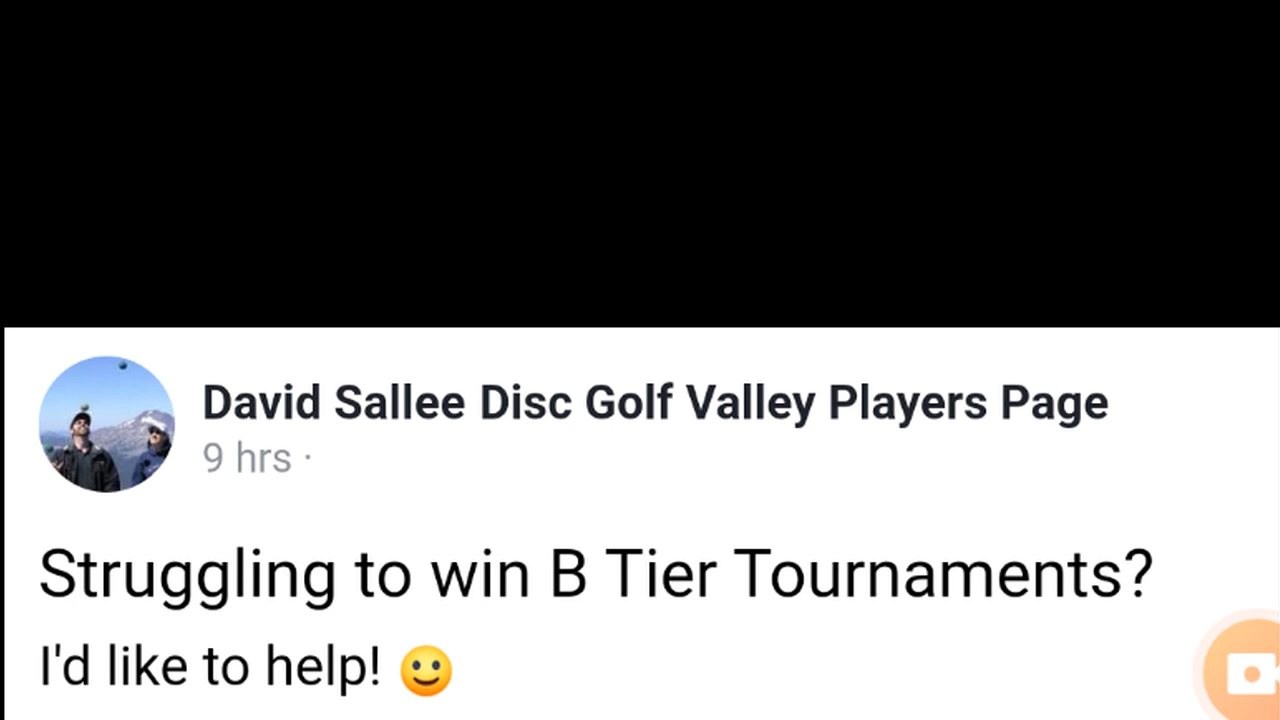 David Sallee Disc Golf Valley Players Page
9 hrs ·
Struggling to win B Tier Tournaments?
I'd like to help! 🙂